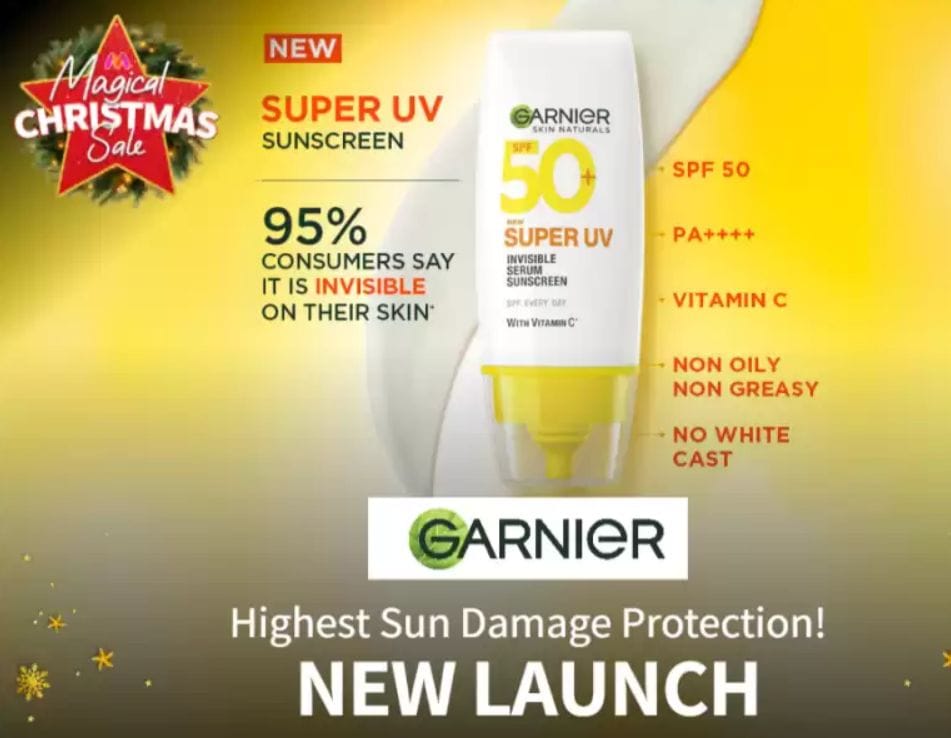 Magical
CHRISTMAS
Sale
NEW
SUPER UV
SUNSCREEN
95%
CONSUMERS SAY
IT IS INVISIBLE
ON THEIR SKIN*
GARNIER
SKIN NATURALS
SPF
50+
NEW
SUPER UV
INVISIBLE
SERUM
SUNSCREEN
SPF EVERY DAY
WITH VITAMIN C*
SPF 50
PA++++
VITAMIN C
NON OILY
NON GREASY
NO WHITE
CAST
GARNIER
Highest Sun Damage Protection!
NEW LAUNCH